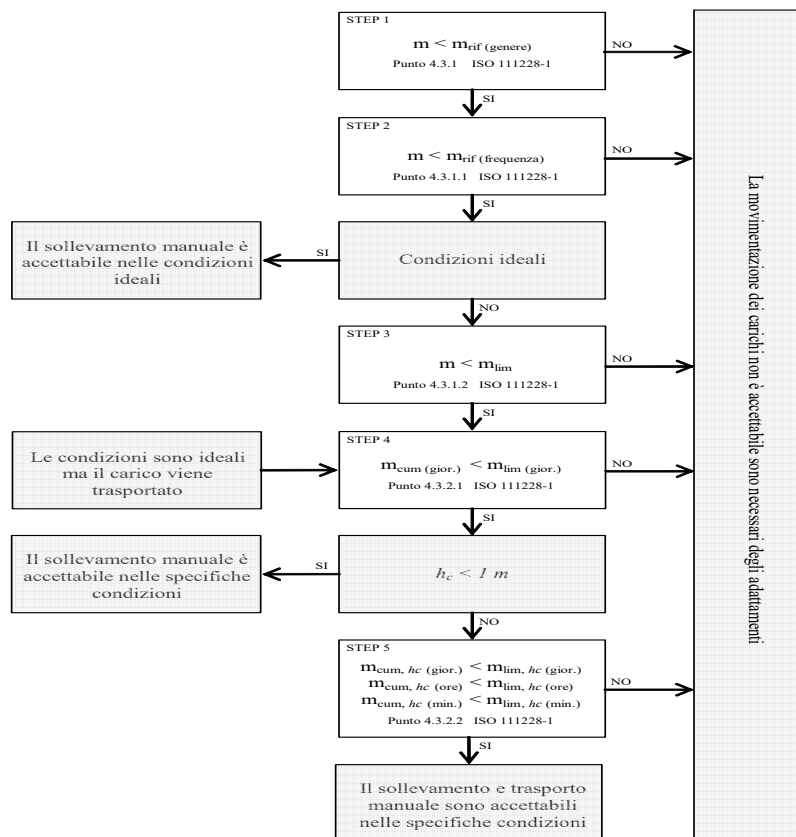 STEP 1
m < mrif (genere)
Punto 4.3.1 ISO 111228-1
NO
SI
STEP 2
m < mrif (frequenza)
Punto 4.3.1.1 ISO 111228-1
NO
SI
Il sollevamento manuale è
accettabile nelle condizioni
ideali
SI
Condizioni ideali
NO
STEP 3
m < mlim
Punto 4.3.1.2 ISO 111228-1
NO
SI
Le condizioni sono ideali
ma il carico viene
trasportato
STEP 4
mcum (gior.) < mlim (gior.)
Punto 4.3.2.1 ISO 111228-1
NO
SI
Il sollevamento manuale è
accettabile nelle specifiche
condizioni
SI
hc < 1 m
NO
STEP 5
mcum, hc (gior.) < mlim, hc (gior.)
mcum, hc (ore) < mlim, hc (ore)
mcum, hc (min.) < mlim, hc (min.)
Punto 4.3.2.2 ISO 111228-1
NO
SI
Il sollevamento e trasporto
manuale sono accettabili
nelle specifiche condizioni
La movimentazione dei carichi non è accettabile sono necessari degli adattamenti